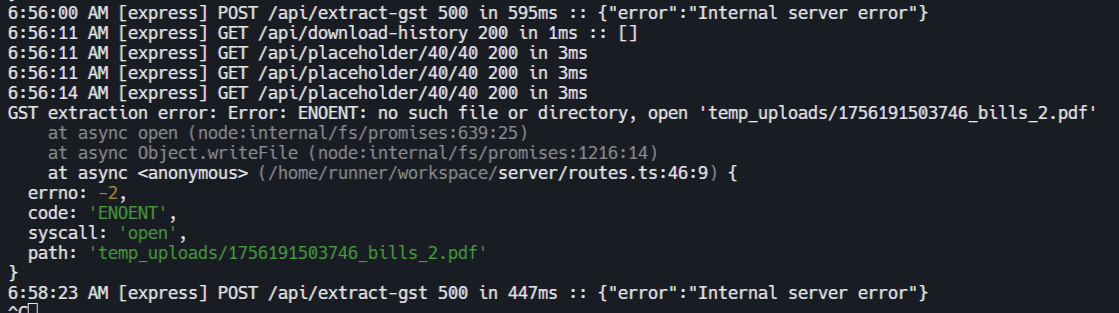 6:56:00 AM [express] POST /api/extract-gst 500 in 595ms :: {"error":"Internal server error"}
6:56:11 AM [express] GET /api/download-history 200 in 1ms :: []
6:56:11 AM [express] GET /api/placeholder/40/40 200 in 3ms
6:56:11 AM [express] GET /api/placeholder/40/40 200 in 3ms
6:56:14 AM [express] GET /api/placeholder/40/40 200 in 3ms
GST extraction error: Error: ENOENT: no such file or directory, open 'temp_uploads/1756191503746_bills_2.pdf'
    at async open (node:internal/fs/promises:639:25)
    at async Object.writeFile (node:internal/fs/promises:1216:14)
    at async <anonymous> (/home/runner/workspace/server/routes.ts:46:9) {
  errno: -2,
  code: 'ENOENT',
  syscall: 'open',
  path: 'temp_uploads/1756191503746_bills_2.pdf'
}
6:58:23 AM [express] POST /api/extract-gst 500 in 447ms :: {"error":"Internal server error"}
^C